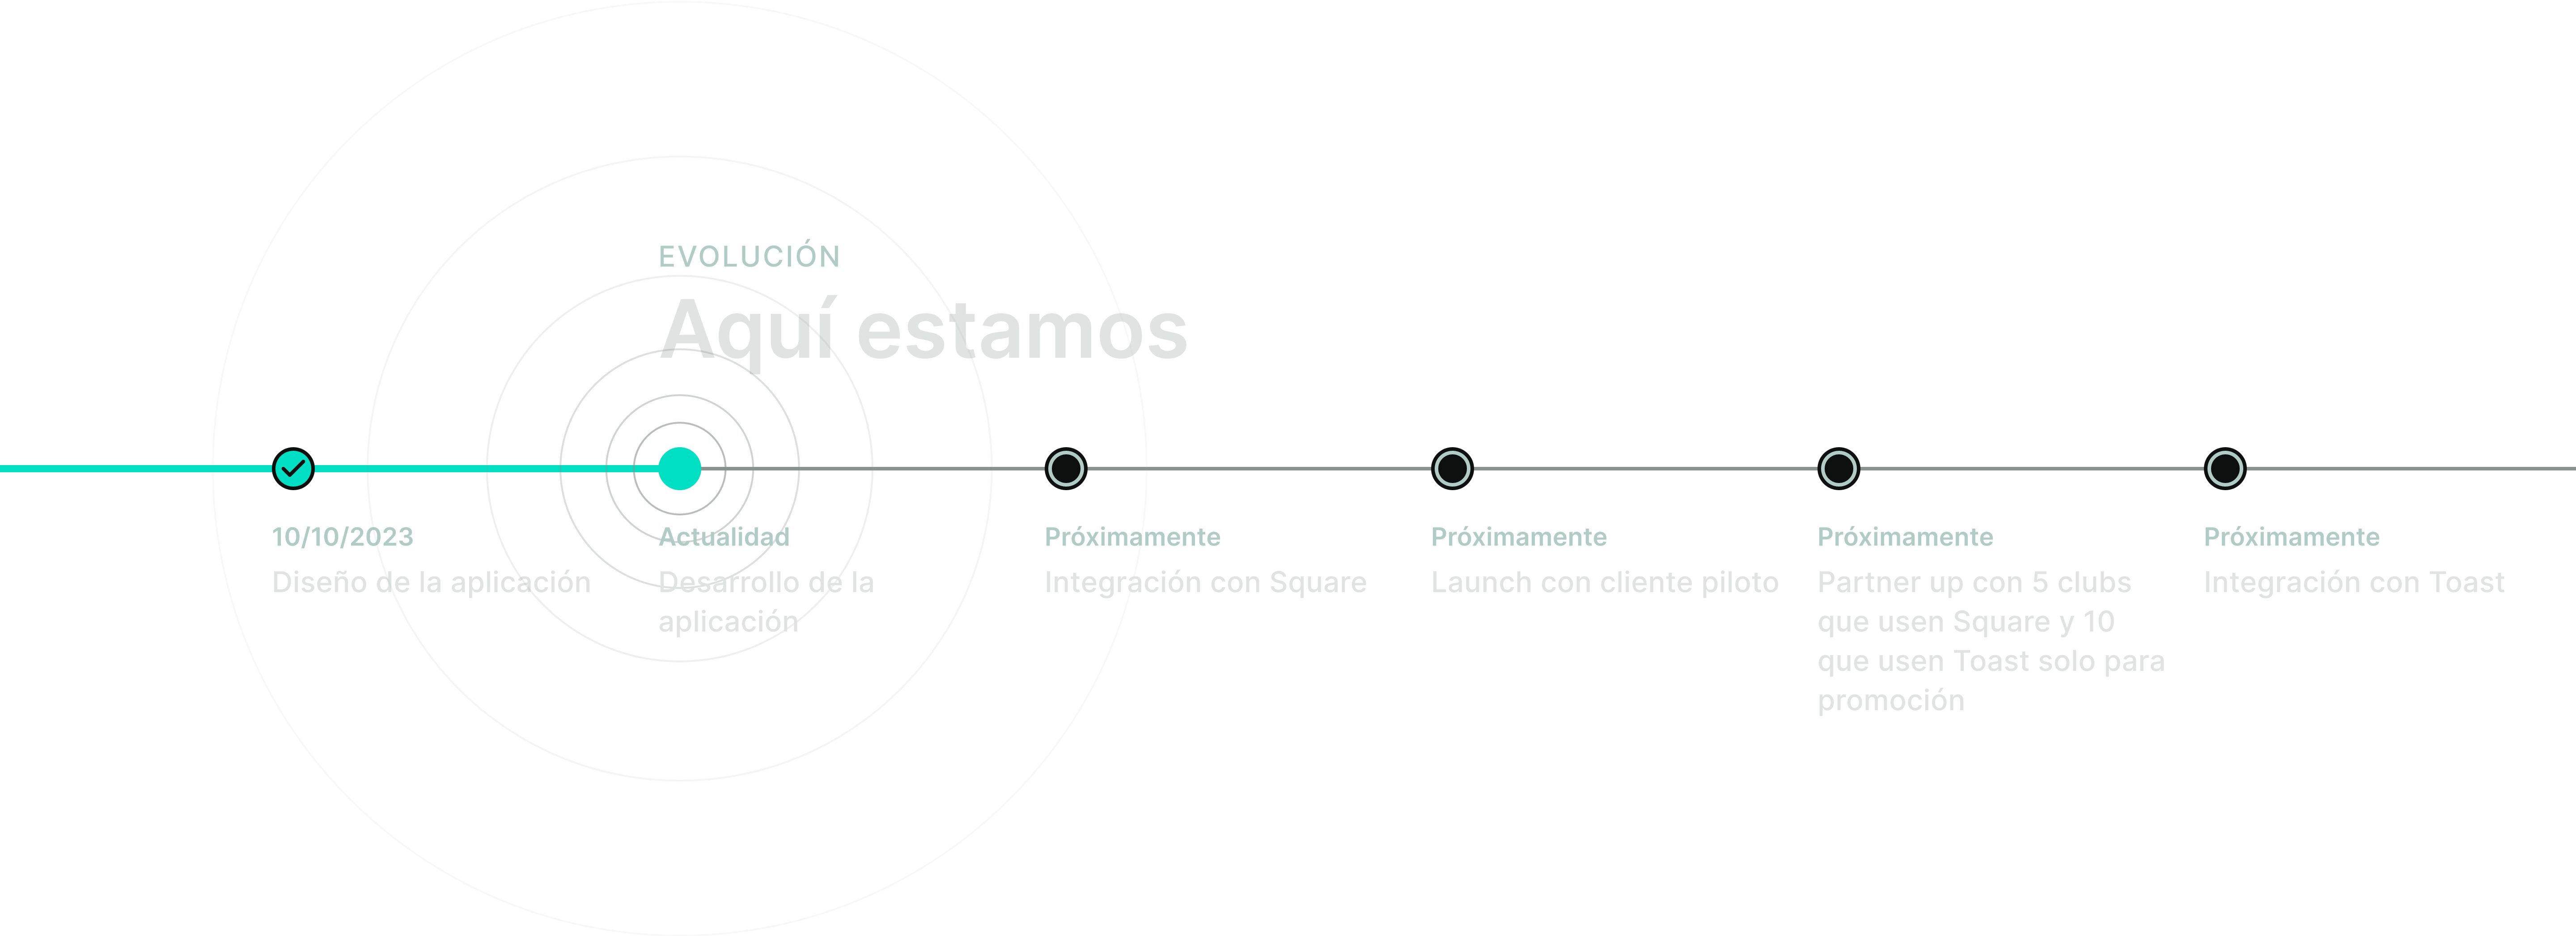 EVOLUCIÓN
Aquí estamos
10/10/2023
Diseño de la aplicación
Actualidad
Desarrollo de la
aplicación
Próximamente
Integración con Square
Próximamente
Launch con cliente piloto
Próximamente
Partner up con 5 clubs
que usen Square y 10
que usen Toast solo para
promoción
Próximamente
Integración con Toast